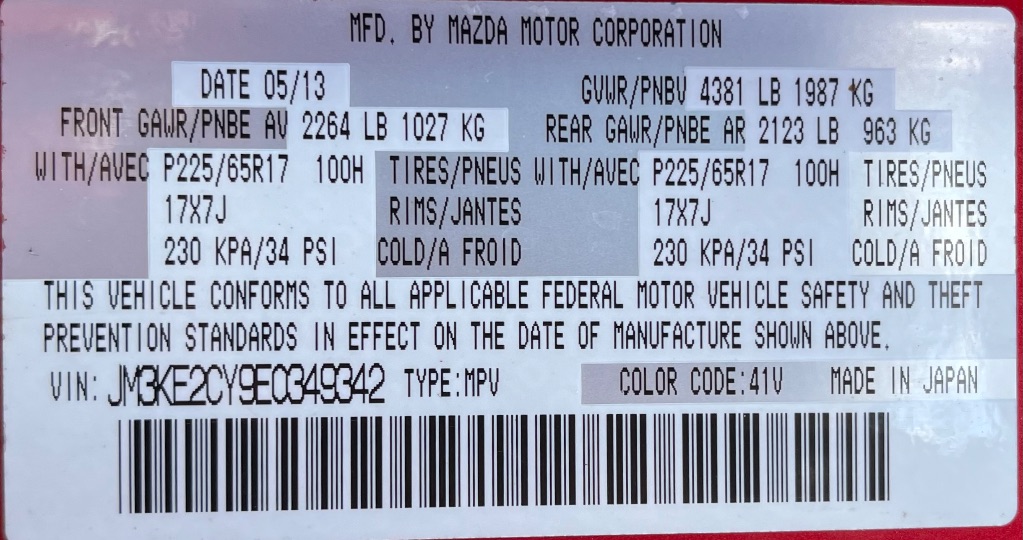 MFD. BY MAZDA MOTOR CORPORATION
DATE 05/13 GVWR/PNBV 4381 LB 1987 KG
FRONT GAWR/PNBE AV 2264 LB 1027 KG REAR GAWR/PNBE AR 2123 LB 963 KG
WITH/AVEC P225/65R17 100H TIRES/PNEUS WITH/AVEC P225/65R17 100H TIRES/PNEUS
17X7J RIMS/JANTES 17X7J RIMS/JANTES
230 KPA/34 PSI COLD/A FROID 230 KPA/34 PSI COLD/A FROID
THIS VEHICLE CONFORMS TO ALL APPLICABLE FEDERAL MOTOR VEHICLE SAFETY AND THEFT
PREVENTION STANDARDS IN EFFECT ON THE DATE OF MANUFACTURE SHOWN ABOVE.
VIN: JM3KE2CY9E0349342 TYPE:MPV COLOR CODE:41V MADE IN JAPAN